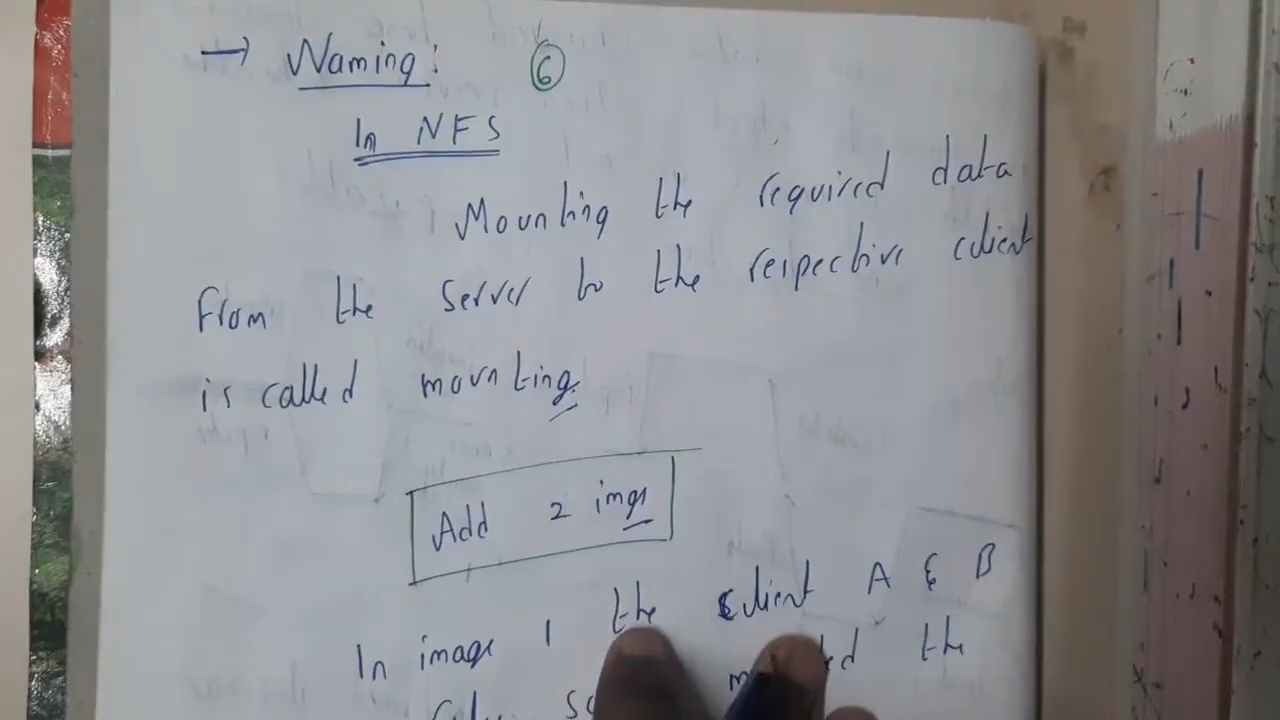 → Naming: 6
In NFS
Mounting the required data
from the server to the respective client
is called mounting.
Add 2 imgs
In image 1 the client A & B
the